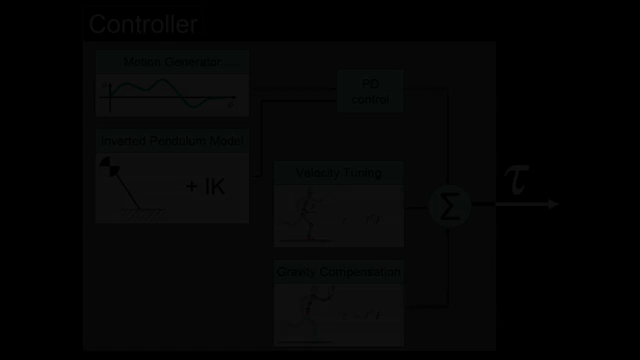 Controller
Motion Generator
PD
control
Inverted Pendulum Model
+ IK
Velocity Tuning
Σ
τ
Gravity Compensation